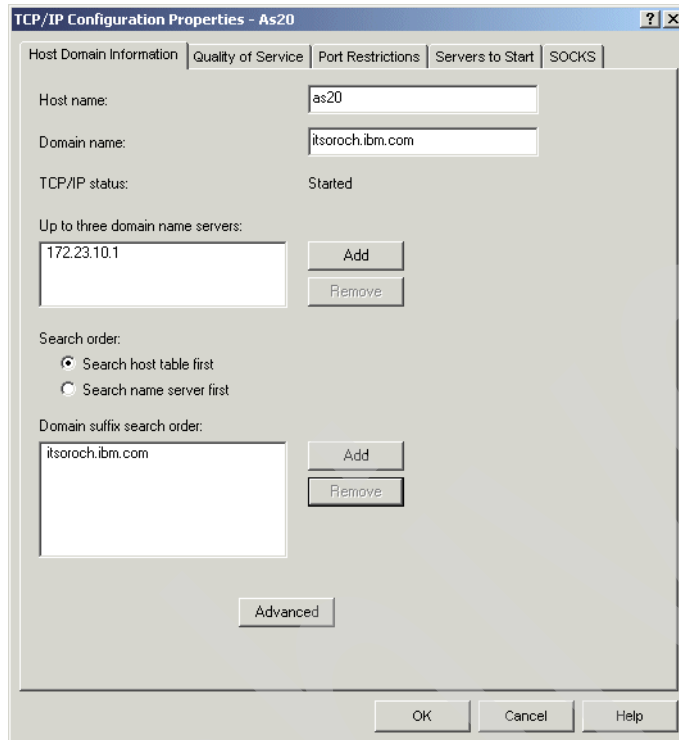 TCP/IP Configuration Properties - As20
Host Domain Information Quality of Service Port Restrictions Servers to Start SOCKS
Host name: as20
Domain name: itsoroch.ibm.com
TCP/IP status: Started
Up to three domain name servers:
172.23.10.1
Add
Remove
Search order:
Search host table first
Search name server first
Domain suffix search order:
itsoroch.ibm.com
Add
Remove
Advanced
OK Cancel Help